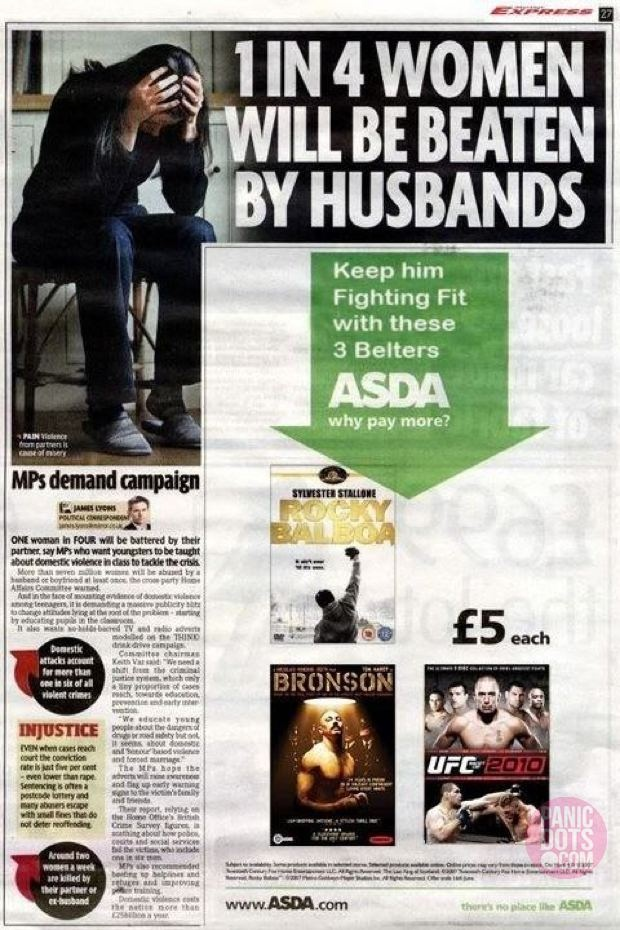 EXPRESS 27
1 IN 4 WOMEN
WILL BE BEATEN
BY HUSBANDS
Keep him
Fighting Fit
with these
3 Belters
ASDA
why pay more?
PAIN Violence
from partners is
cause of misery
MPs demand campaign
JAMES LYONS
POLITICAL CORRESPONDENT
ONE woman in FOUR will be battered by their
partner, say MPs who want youngsters to be taught
about domestic violence in class to tackle the crisis.
More than seven million women will be abused by a
husband or boyfriend at least once, the cross-party Home
Affairs Committee warned.
And in the face of mounting evidence of domestic violence
among teenagers, it is demanding a massive publicity blitz
to change attitudes lying at the root of the problem - starting
by educating pupils in the classroom.
It also wants no-holds-barred TV and radio adverts
modelled on the THINK!
drink-drive campaign.
Committee chairman
Keith Vaz said: "We need a
shift from the criminal
justice system, which only
a tiny proportion of cases
reach, towards education,
prevention and early inter-
vention.
"We educate young
people about the dangers of
drugs or road safety but not,
it seems, about domestic
and 'honour' based violence
and forced marriage."
The MPs hope the
adverts will raise awareness
and flag up early warning
signs to the victim's family
and friends.
Their report, relying on
the Home Office's British
Crime Survey figures, is
scathing about how police,
courts and social services
fail the victims, who include
one in six men.
MPs also recommended
beefing up helplines and
refuges and improving
police training.
Domestic violence costs
the nation more than
£25billion a year.
Domestic
attacks account
for more than
one in six of all
violent crimes
INJUSTICE
EVEN when cases reach
court the conviction
rate is just five per cent
- even lower than rape.
Sentencing is often a
postcode lottery and
many abusers escape
with small fines that do
not deter reoffending.
Around two
women a week
are killed by
their partner or
ex-husband
SYLVESTER STALLONE
ROCKY
BALBOA
£5 each
TOM HARDY
BRONSON
UFC BEST OF 2010
PANIC
DOTS
.COM
www.ASDA.com
there's no place like ASDA